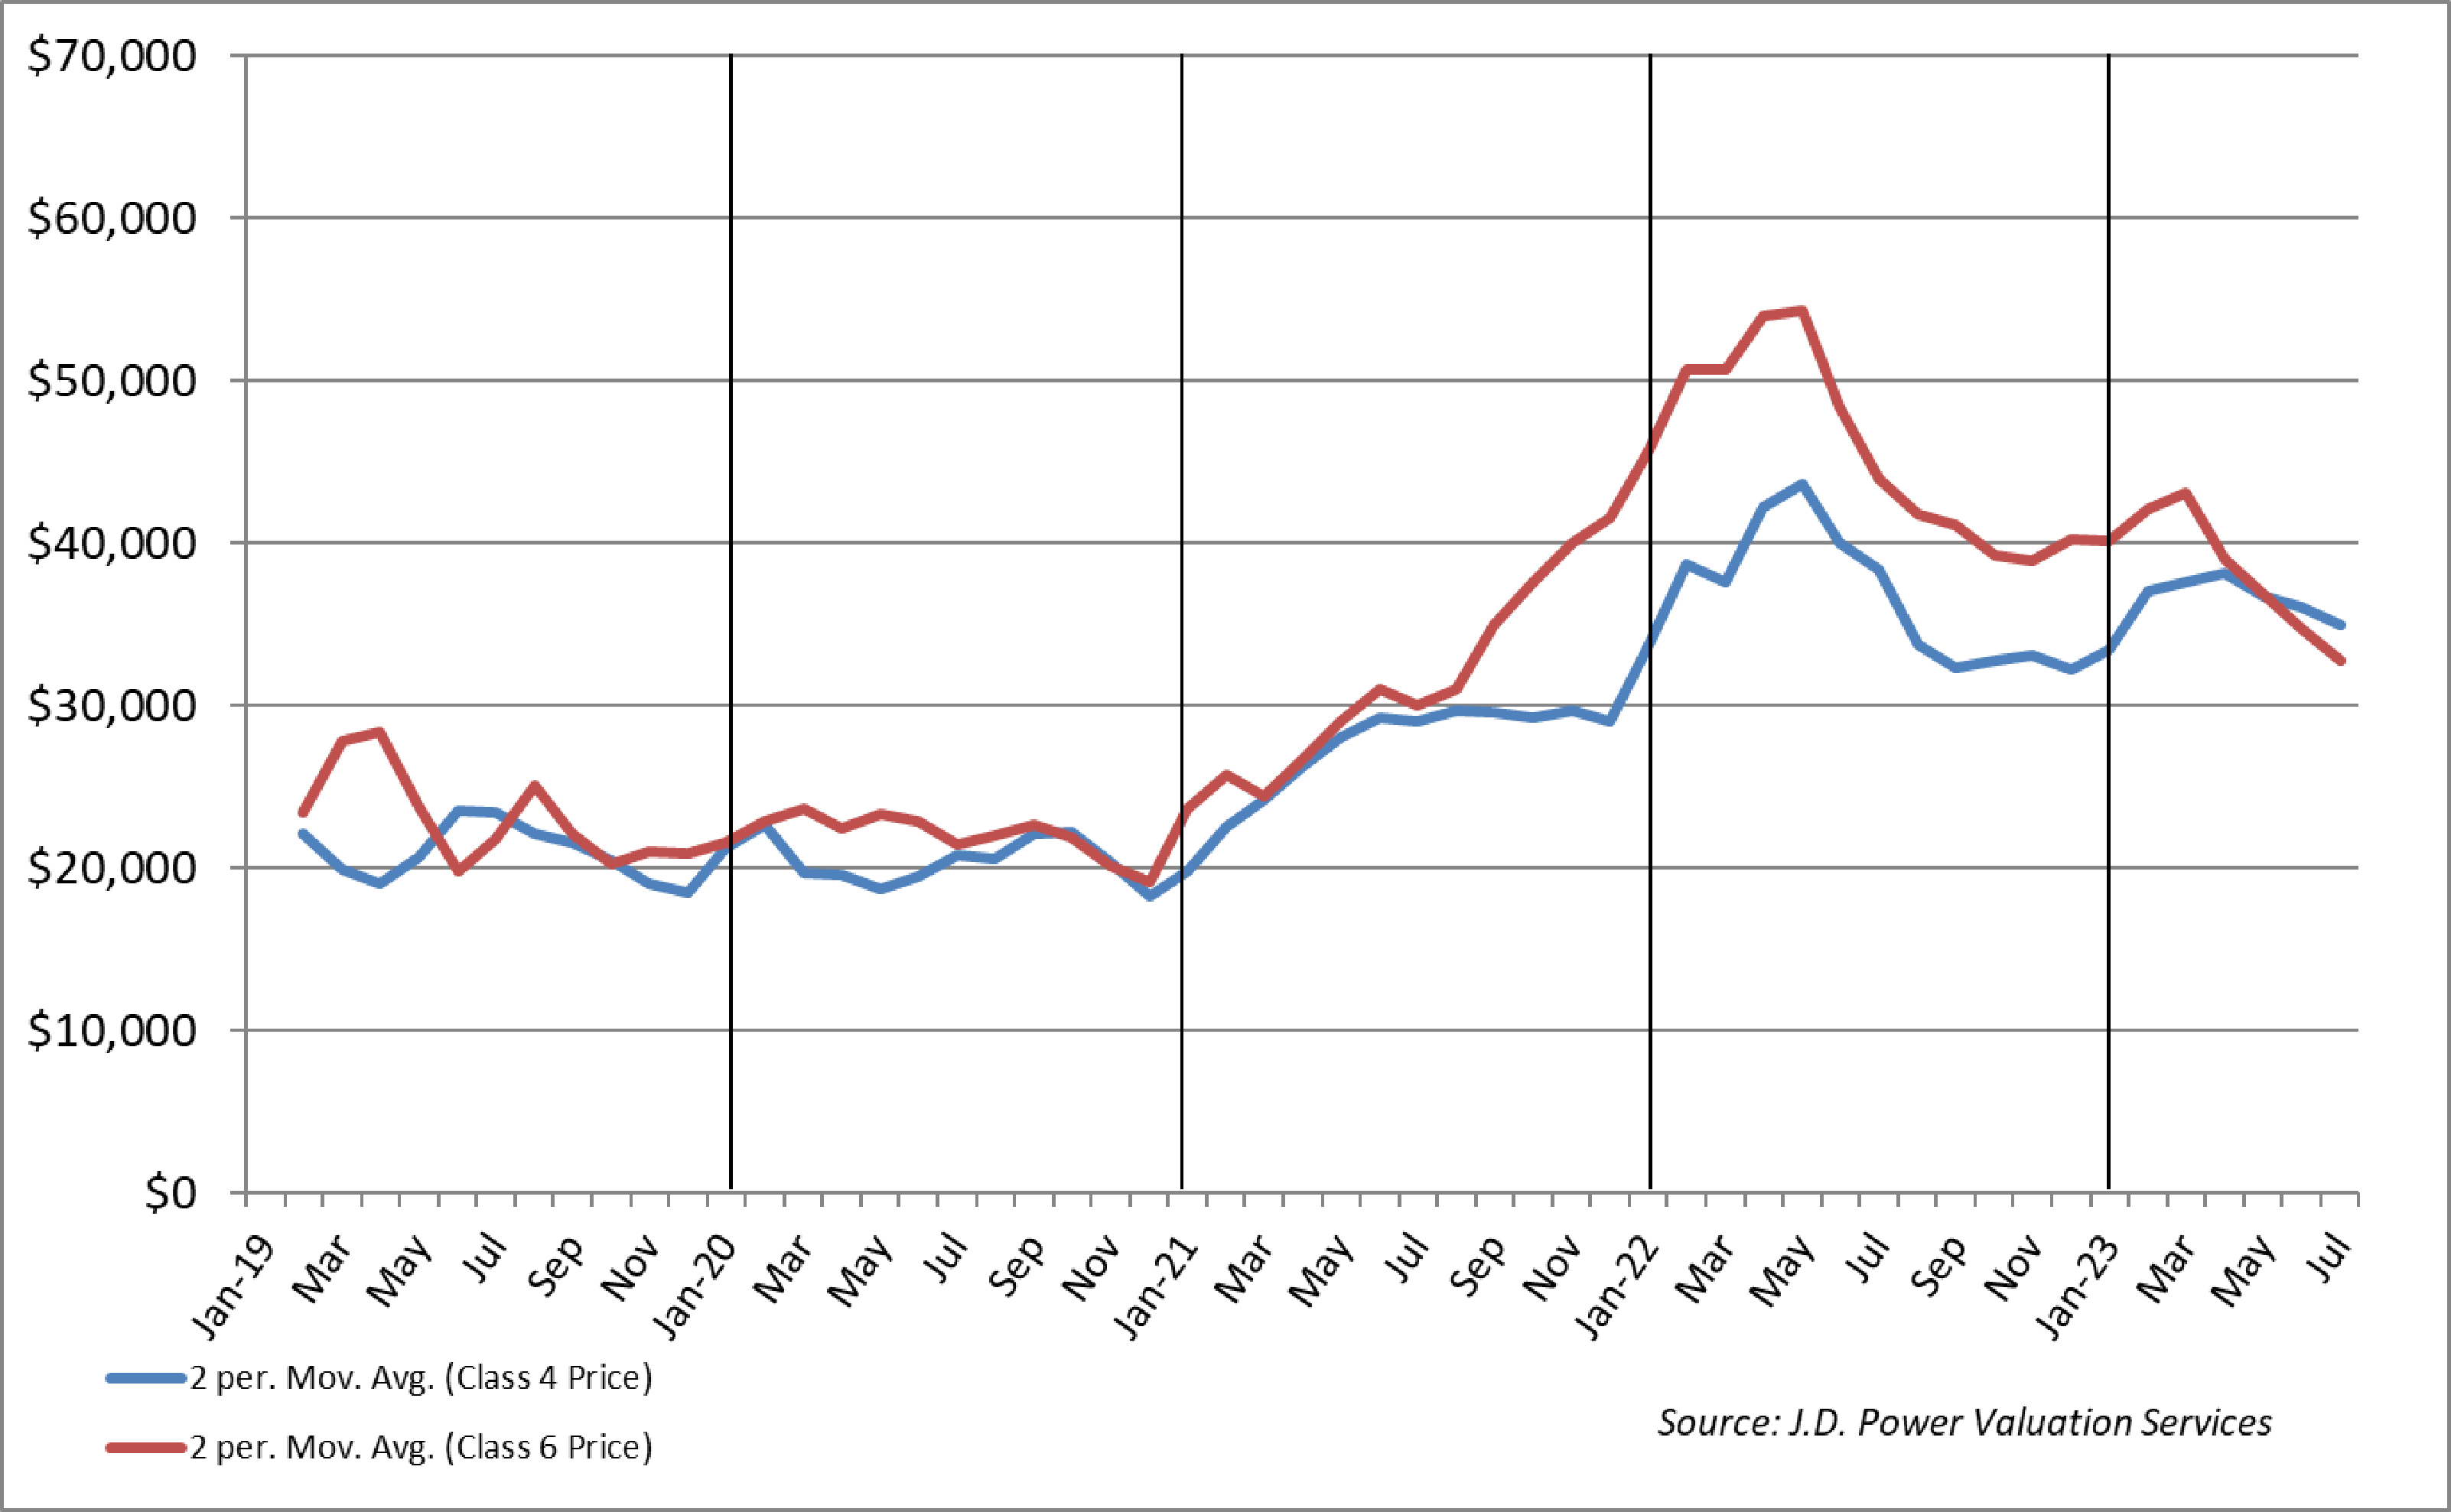 $70,000
$60,000
$50,000
$40,000
$30,000
$20,000
$10,000
$0
Jan-19 Mar May Jul Sep Nov Jan-20 Mar May Jul Sep Nov Jan-21 Mar May Jul Sep Nov Jan-22 Mar May Jul Sep Nov Jan-23 Mar May Jul
2 per. Mov. Avg. (Class 4 Price)
2 per. Mov. Avg. (Class 6 Price)
Source: J.D. Power Valuation Services